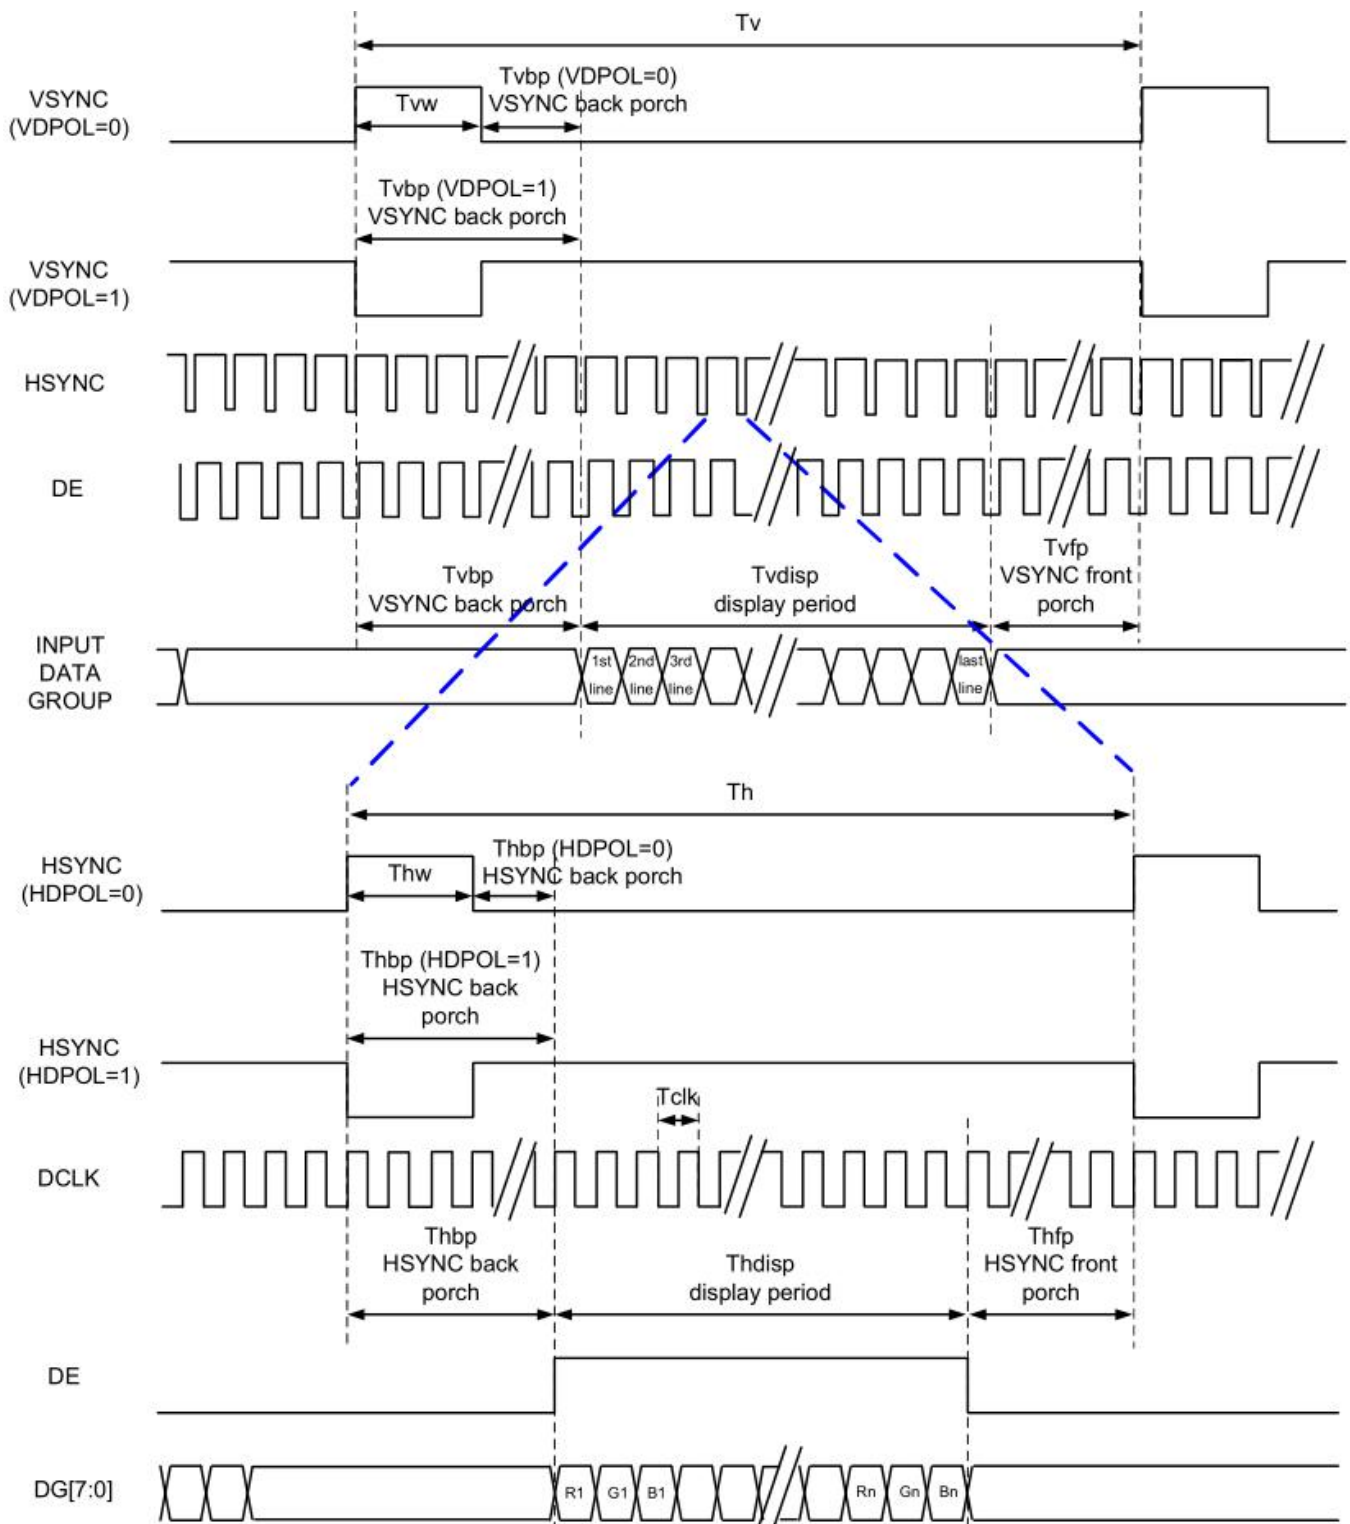 Tv
VSYNC
(VDPOL=0)
Tvw
Tvbp (VDPOL=0)
VSYNC back porch
Tvbp (VDPOL=1)
VSYNC back porch
VSYNC
(VDPOL=1)
HSYNC
DE
Tvbp
VSYNC back porch
Tvdisp
display period
Tvfp
VSYNC front
porch
INPUT
DATA
GROUP
1st
line
2nd
line
3rd
line
last
line
Th
HSYNC
(HDPOL=0)
Thw
Thbp (HDPOL=0)
HSYNC back porch
Thbp (HDPOL=1)
HSYNC back
porch
HSYNC
(HDPOL=1)
Tclk
DCLK
Thbp
HSYNC back
porch
Thdisp
display period
Thfp
HSYNC front
porch
DE
DG[7:0]
R1
G1
B1
Rn
Gn
Bn